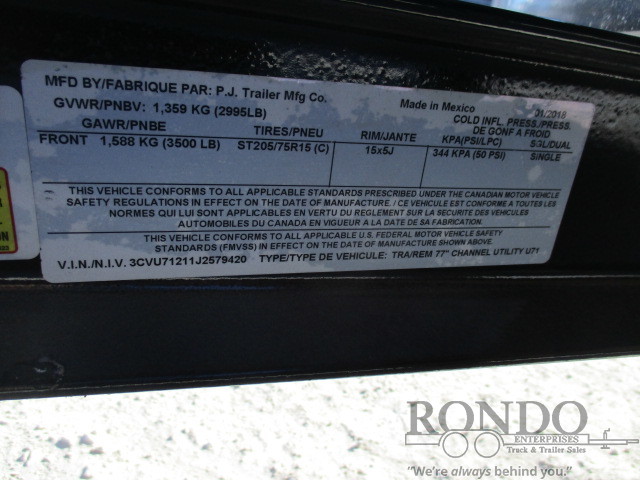 MFD BY/FABRIQUE PAR: P.J. Trailer Mfg Co.
GVWR/PNBV: 1,359 KG (2995LB) Made in Mexico 01/2018
GAWR/PNBE TIRES/PNEU RIM/JANTE COLD INFL. PRESS./PRESS. DE GONF A FROID KPA(PSI/LPC) SGL/DUAL
FRONT 1,588 KG (3500 LB) ST205/75R15 (C) 15x5J 344 KPA (50 PSI) SINGLE
THIS VEHICLE CONFORMS TO ALL APPLICABLE STANDARDS PRESCRIBED UNDER THE CANADIAN MOTOR VEHICLE
SAFETY REGULATIONS IN EFFECT ON THE DATE OF MANUFACTURE. / CE VEHICULE EST CONFORME A TOUTES LES
NORMES QUI LUI SONT APPLICABLES EN VERTU DU REGLEMENT SUR LA SECURITE DES VEHICULES
AUTOMOBILES DU CANADA EN VIGUEUR A LA DATE DE SA FABRICATION.
THIS VEHICLE CONFORMS TO ALL APPLICABLE U.S. FEDERAL MOTOR VEHICLE SAFETY
STANDARDS (FMVSS) IN EFFECT ON THE DATE OF MANUFACTURE SHOWN ABOVE.
V.I.N./N.I.V. 3CVU71211J2579420 TYPE/TYPE DE VEHICULE: TRA/REM 77" CHANNEL UTILITY U71
RONDO
ENTERPRISES
Truck & Trailer Sales
"We're always behind you."